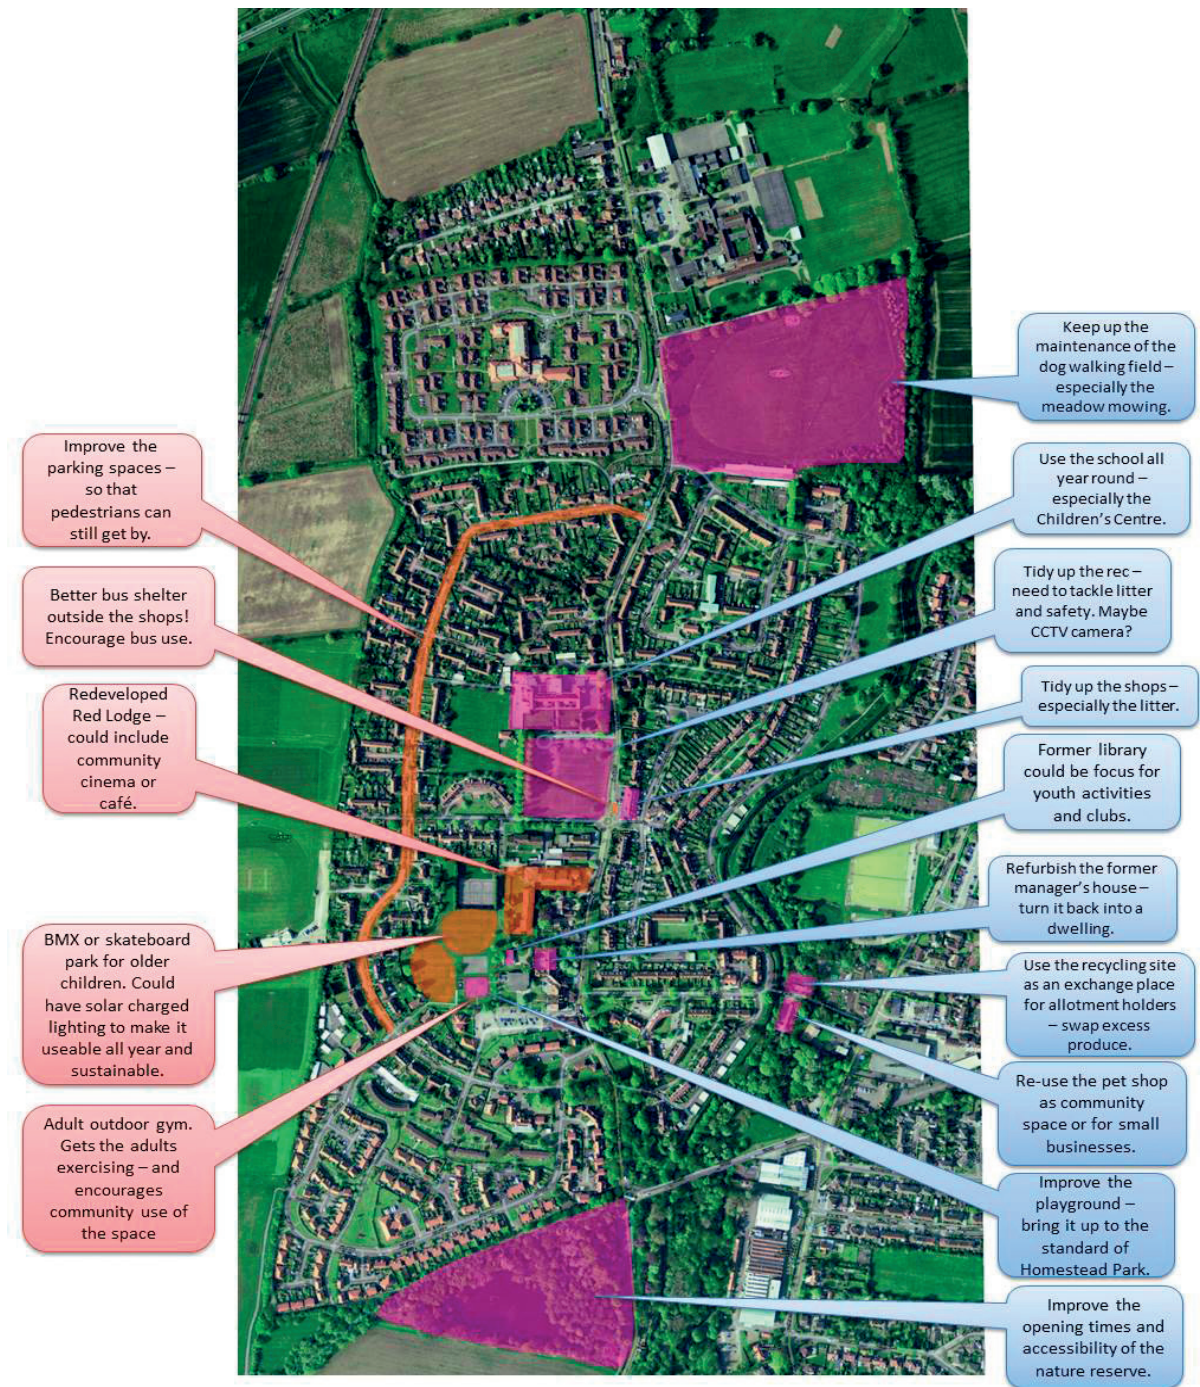 Improve the
parking spaces –
so that
pedestrians can
still get by.
Better bus shelter
outside the shops!
Encourage bus use.
Redeveloped
Red Lodge –
could include
community
cinema or
café.
BMX or skateboard
park for older
children. Could
have solar charged
lighting to make it
useable all year and
sustainable.
Adult outdoor gym.
Gets the adults
exercising – and
encourages
community use of
the space
Keep up the
maintenance of the
dog walking field –
especially the
meadow mowing.
Use the school all
year round –
especially the
Children’s Centre.
Tidy up the rec –
need to tackle litter
and safety. Maybe
CCTV camera?
Tidy up the shops –
especially the litter.
Former library
could be focus for
youth activities
and clubs.
Refurbish the former
manager’s house –
turn it back into a
dwelling.
Use the recycling site
as an exchange place
for allotment holders
– swap excess
produce.
Re-use the pet shop
as community
space or for small
businesses.
Improve the
playground –
bring it up to the
standard of
Homestead Park.
Improve the
opening times and
accessibility of the
nature reserve.